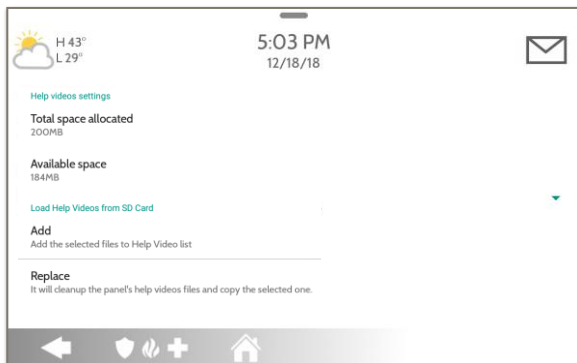 H 43°
L 29°
5:03 PM
12/18/18
Help videos settings
Total space allocated
200MB
Available space
184MB
Load Help Videos from SD Card
Add
Add the selected files to Help Video list
Replace
It will cleanup the panel's help videos files and copy the selected one.